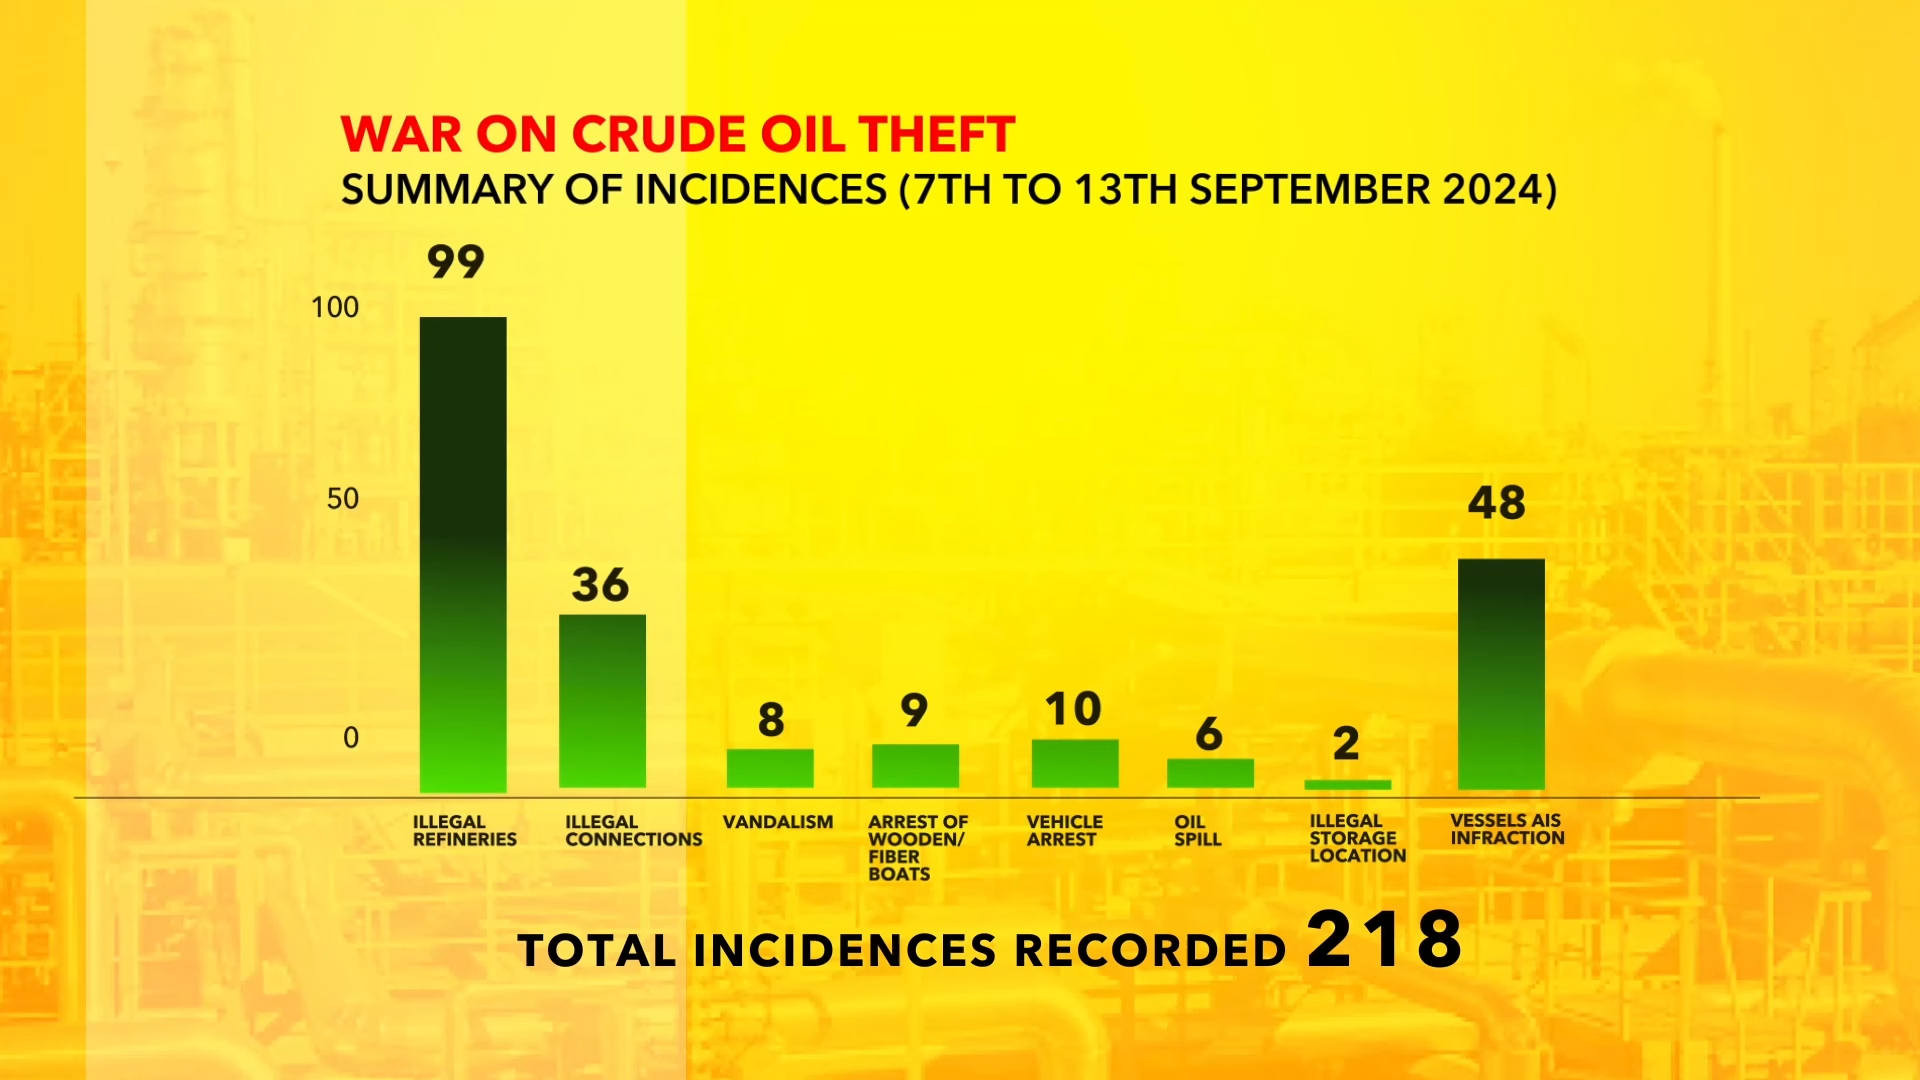 WAR ON CRUDE OIL THEFT
SUMMARY OF INCIDENCES (7TH TO 13TH SEPTEMBER 2024)
99
100
50
0
36
8
9
10
6
2
48
ILLEGAL
REFINERIES
ILLEGAL
CONNECTIONS
VANDALISM
ARREST OF
WOODEN/
FIBER
BOATS
VEHICLE
ARREST
OIL
SPILL
ILLEGAL
STORAGE
LOCATION
VESSELS AIS
INFRACTION
TOTAL INCIDENCES RECORDED 218